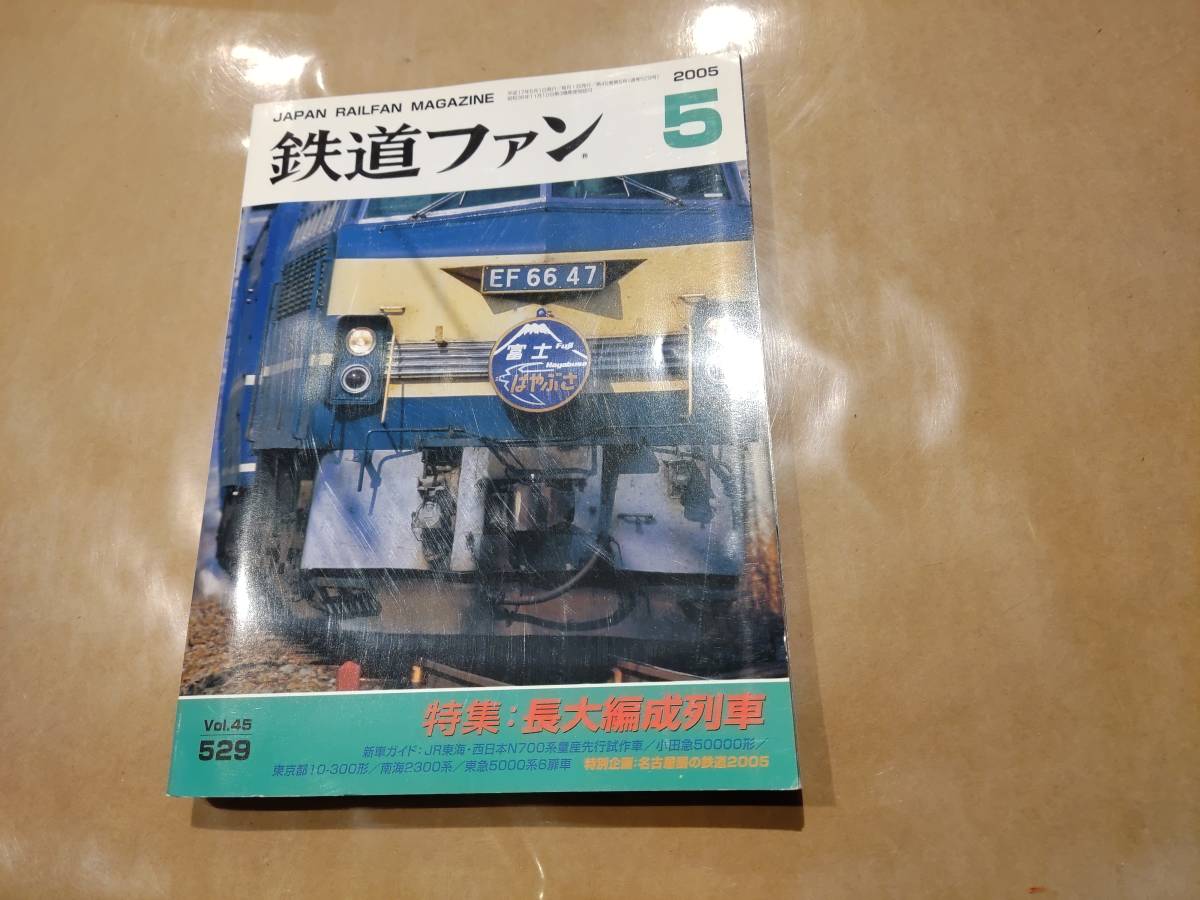 JAPAN RAILFAN MAGAZINE
2005
5
鉄道ファン
EF 66 47
富士
Fuji
Hayabusa
はやぶさ
Vol.45
529
特集:長大編成列車
新車ガイド:JR東海・西日本N700系量産先行試作車/小田急50000形/
東京都10-300形/南海2300系/東急5000系6扉車 特別企画:名古屋圏の鉄道2005